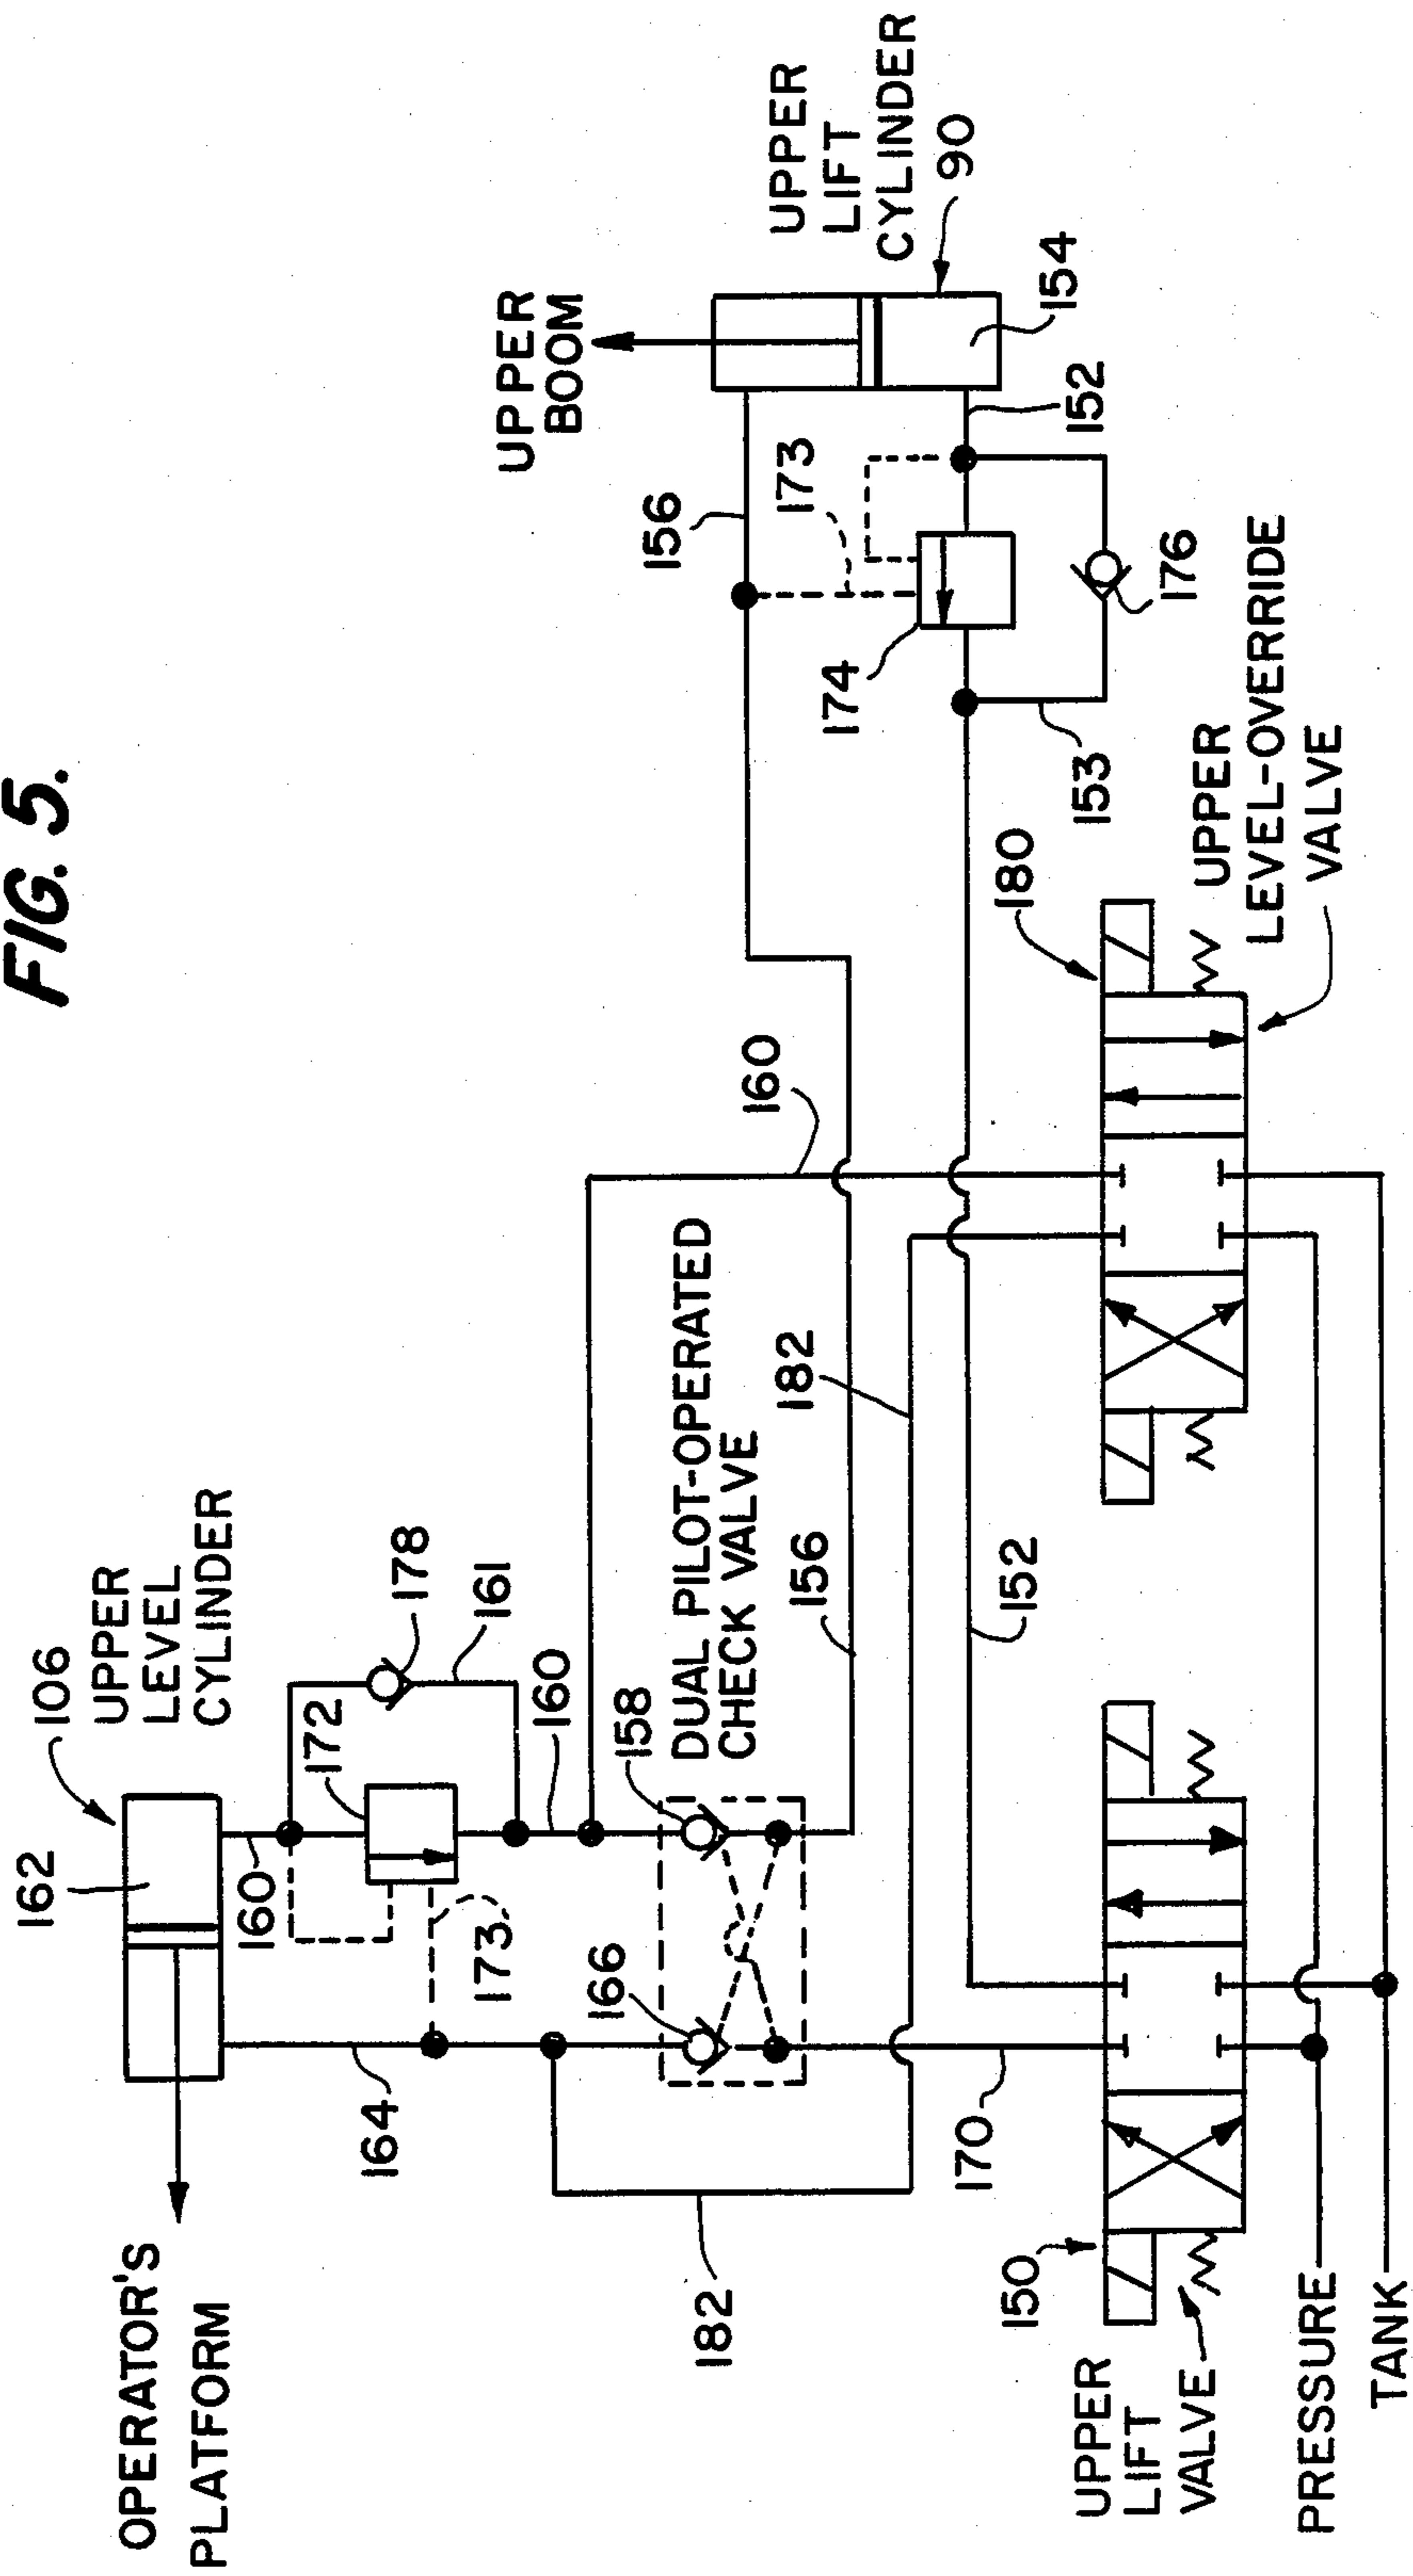 FIG. 5.
OPERATOR'S
PLATFORM
162
106
UPPER
LEVEL
CYLINDER
160
172
178
161
164
173
160
166
158
DUAL PILOT-OPERATED
CHECK VALVE
182
156
182
160
156
UPPER
BOOM
173
UPPER
LIFT
CYLINDER
90
154
152
174
176
153
170
152
150
UPPER
LIFT
VALVE
180
UPPER
LEVEL-OVERRIDE
VALVE
PRESSURE
TANK